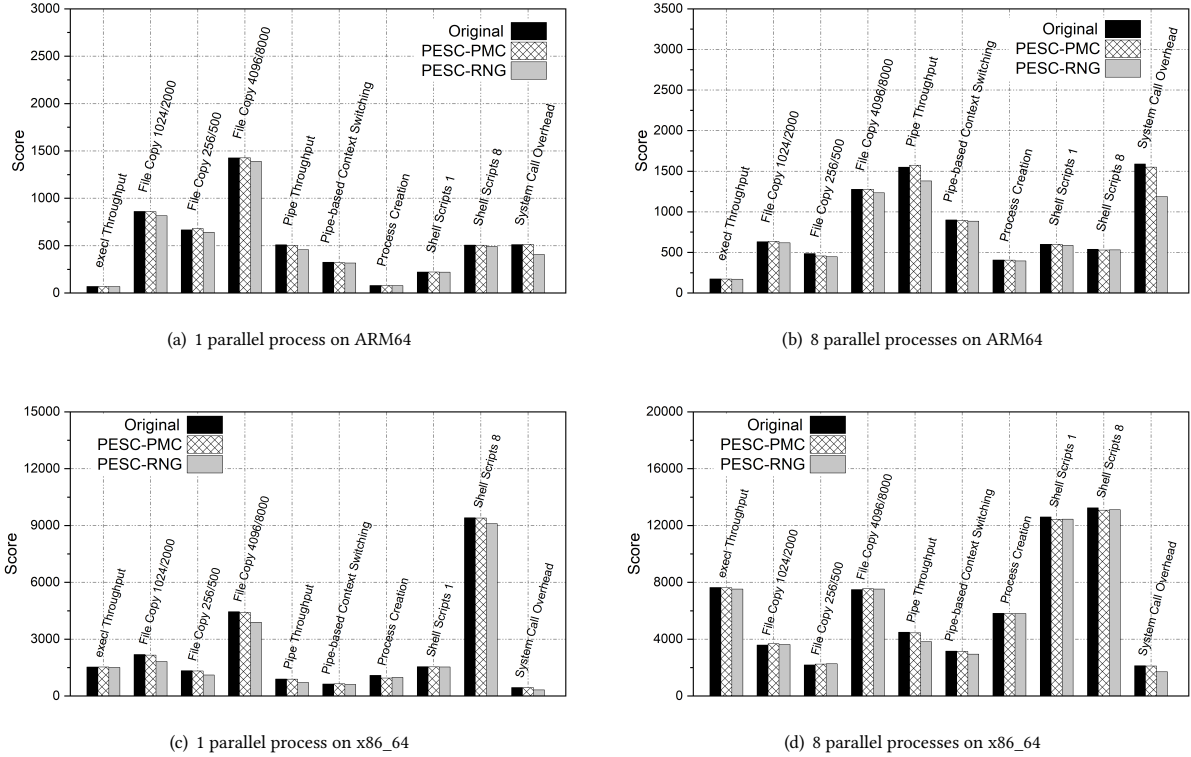 3000
2500
2000
1500
1000
500
0
Score
Original
PESC-PMC
PESC-RNG
execl Throughput
File Copy 1024/2000
File Copy 256/500
File Copy 4096/8000
Pipe Throughput
Pipe-based Context Switching
Process Creation
Shell Scripts 1
Shell Scripts 8
System Call Overhead
(a) 1 parallel process on ARM64
3500
3000
2500
2000
1500
1000
500
0
Score
Original
PESC-PMC
PESC-RNG
execl Throughput
File Copy 1024/2000
File Copy 256/500
File Copy 4096/8000
Pipe Throughput
Pipe-based Context Switching
Process Creation
Shell Scripts 1
Shell Scripts 8
System Call Overhead
(b) 8 parallel processes on ARM64
15000
12000
9000
6000
3000
0
Score
Original
PESC-PMC
PESC-RNG
execl Throughput
File Copy 1024/2000
File Copy 256/500
File Copy 4096/8000
Pipe Throughput
Pipe-based Context Switching
Process Creation
Shell Scripts 1
Shell Scripts 8
System Call Overhead
(c) 1 parallel process on x86_64
20000
16000
12000
8000
4000
0
Score
Original
PESC-PMC
PESC-RNG
execl Throughput
File Copy 1024/2000
File Copy 256/500
File Copy 4096/8000
Pipe Throughput
Pipe-based Context Switching
Process Creation
Shell Scripts 1
Shell Scripts 8
System Call Overhead
(d) 8 parallel processes on x86_64